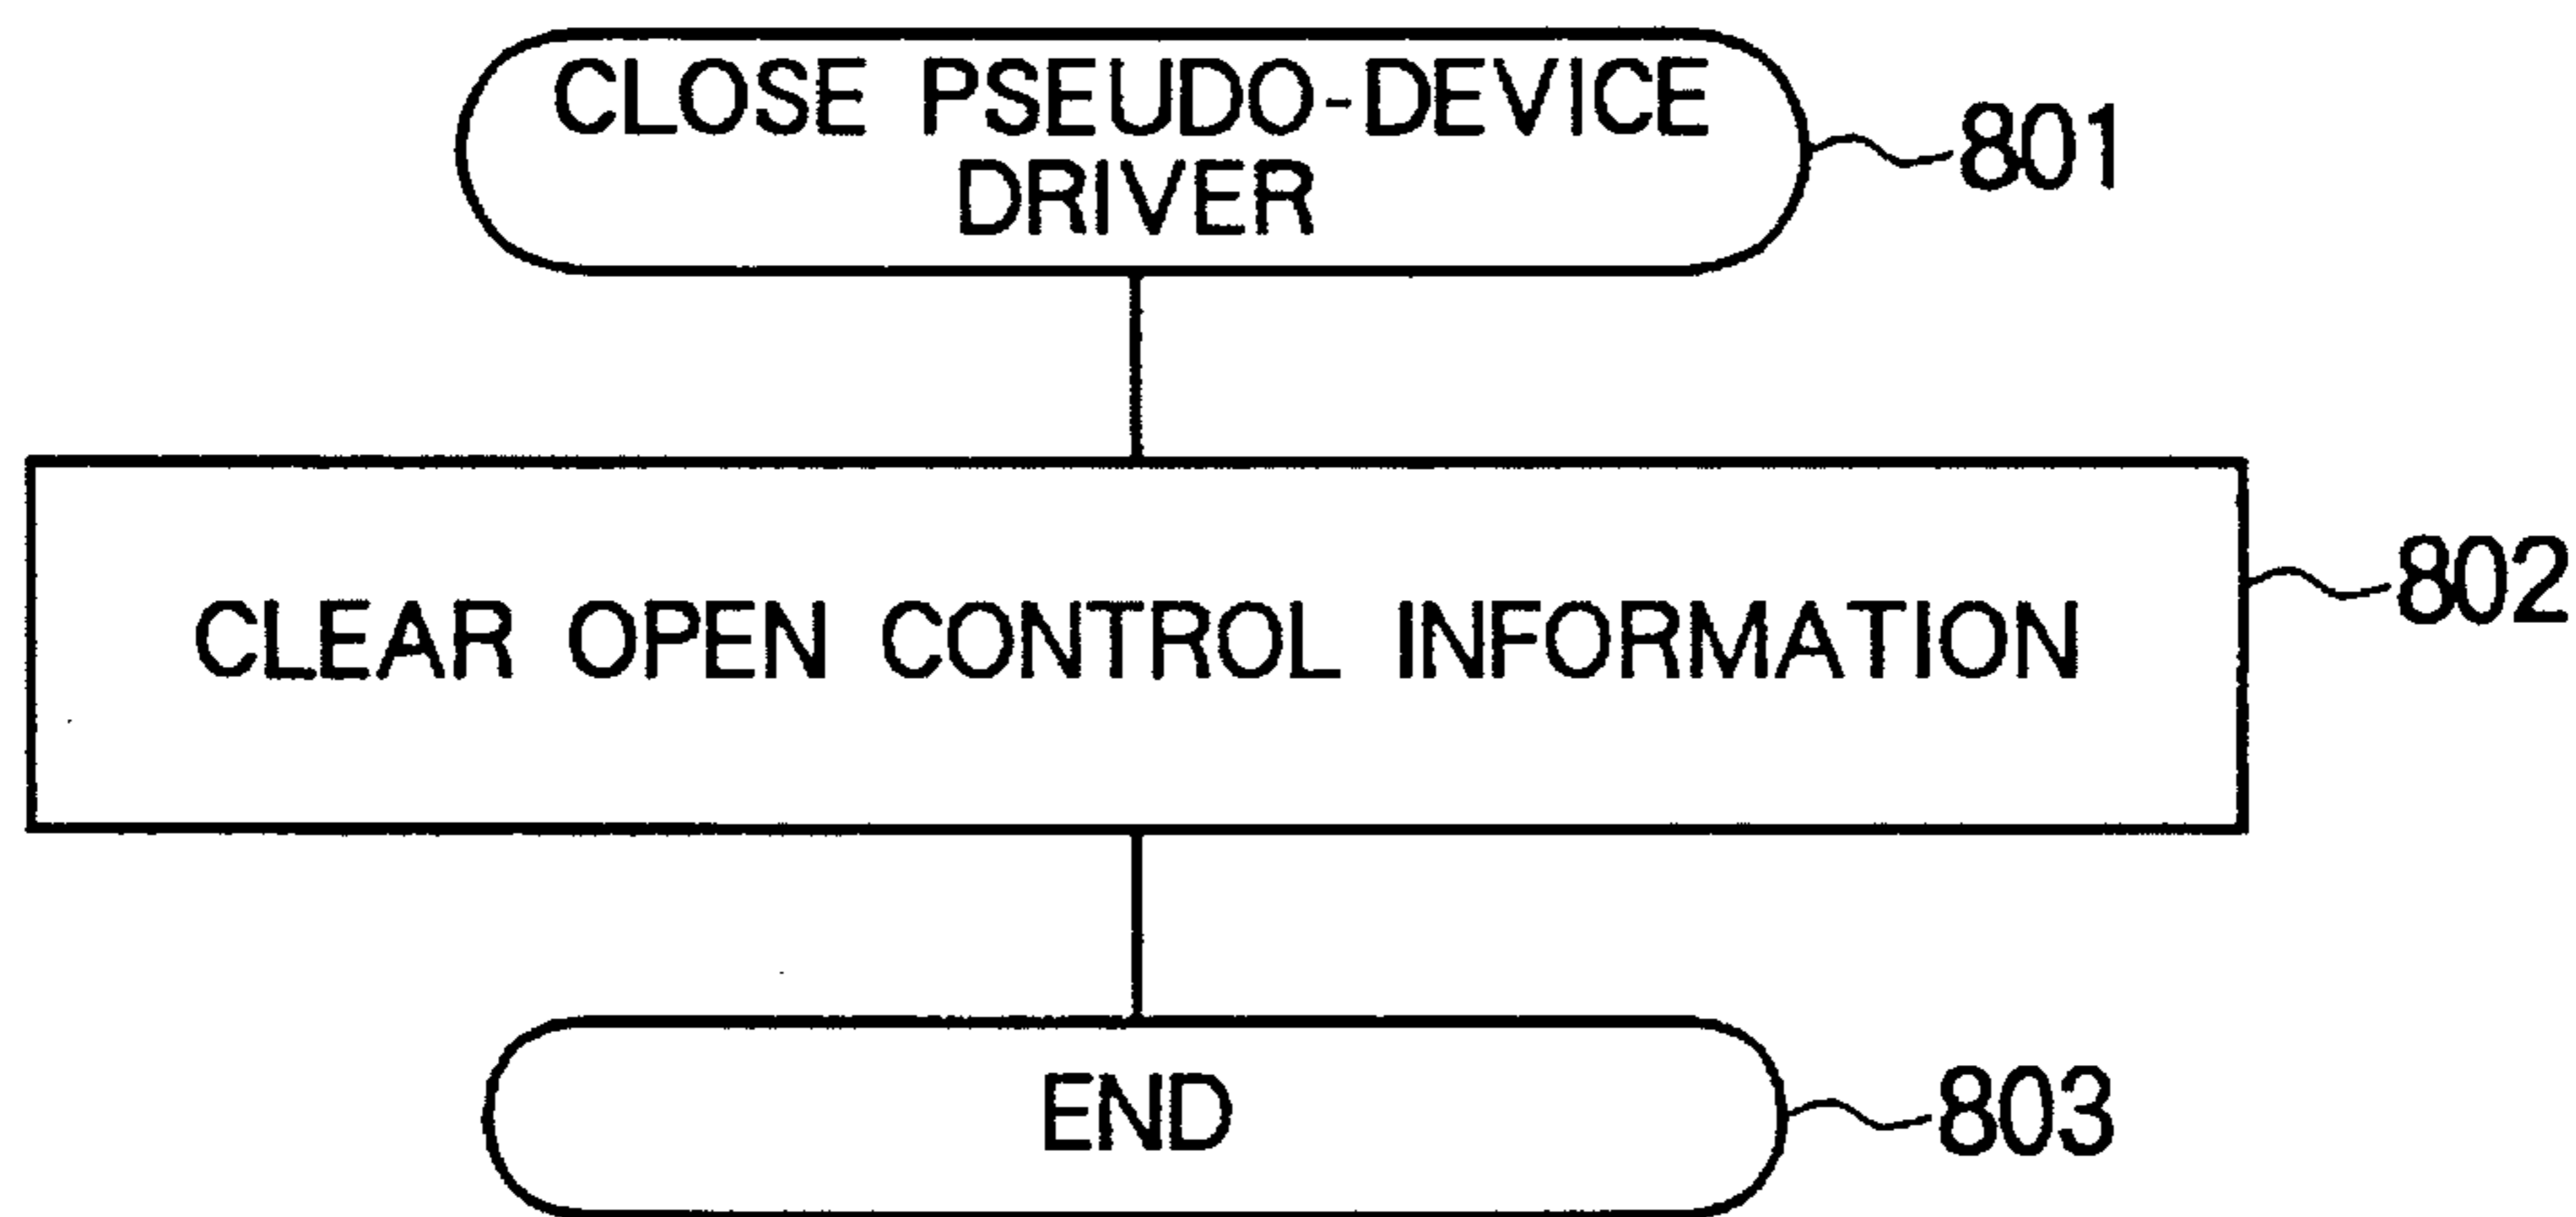 CLOSE PSEUDO-DEVICE
DRIVER
801
CLEAR OPEN CONTROL INFORMATION
802
END
803